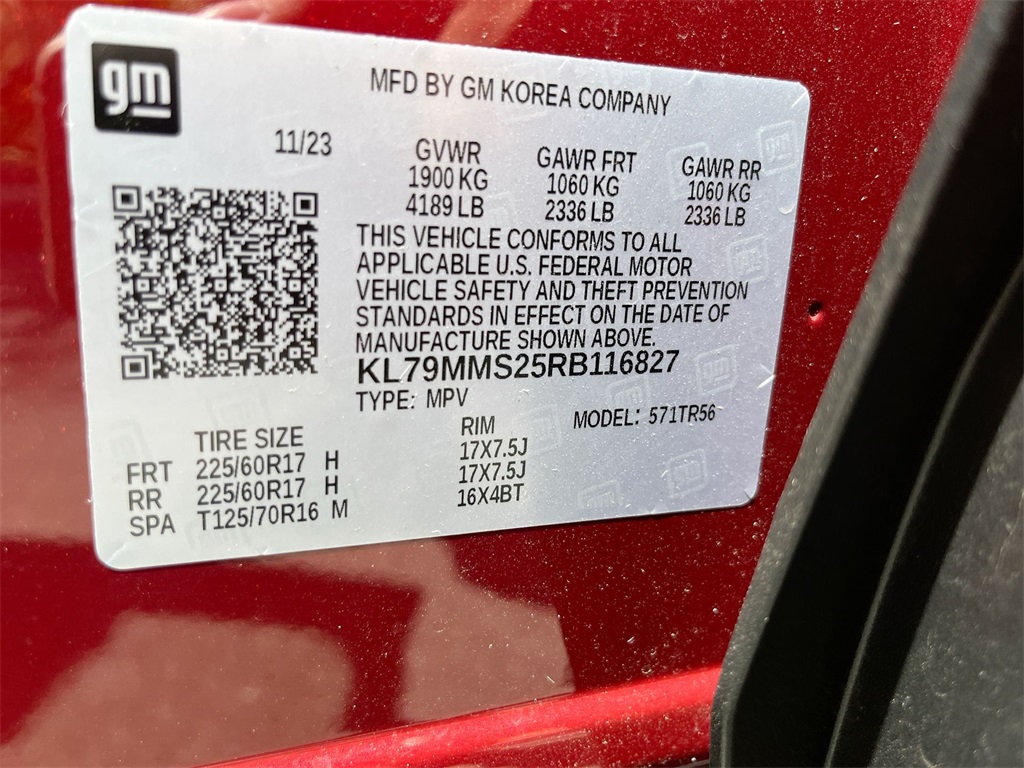 gm
MFD BY GM KOREA COMPANY
11/23
GVWR GAWR FRT GAWR RR
1900 KG 1060 KG 1060 KG
4189 LB 2336 LB 2336 LB
THIS VEHICLE CONFORMS TO ALL
APPLICABLE U.S. FEDERAL MOTOR
VEHICLE SAFETY AND THEFT PREVENTION
STANDARDS IN EFFECT ON THE DATE OF
MANUFACTURE SHOWN ABOVE.
KL79MMS25RB116827
TYPE: MPV
MODEL: 571TR56
TIRE SIZE RIM
FRT 225/60R17 H 17X7.5J
RR 225/60R17 H 17X7.5J
SPA T125/70R16 M 16X4BT